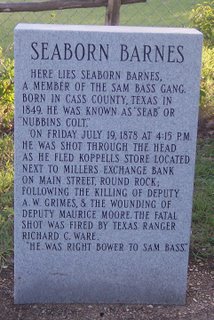 SEABORN BARNES
HERE LIES SEABORN BARNES,
A MEMBER OF THE SAM BASS GANG.
BORN IN CASS COUNTY, TEXAS IN
1849. HE WAS KNOWN AS "SEAB" OR
NUBBINS COLT."
"ON FRIDAY JULY 19, 1878 AT 4:15 P.M.
HE WAS SHOT THROUGH THE HEAD
AS HE FLED KOPPELLS STORE LOCATED
NEXT TO MILLERS EXCHANGE BANK
ON MAIN STREET, ROUND ROCK;
FOLLOWING THE KILLING OF DEPUTY
A. W. GRIMES, & THE WOUNDING OF
DEPUTY MAURICE MOORE. THE FATAL
SHOT WAS FIRED BY TEXAS RANGER
RICHARD C. WARE.
"HE WAS RIGHT BOWER TO SAM BASS"